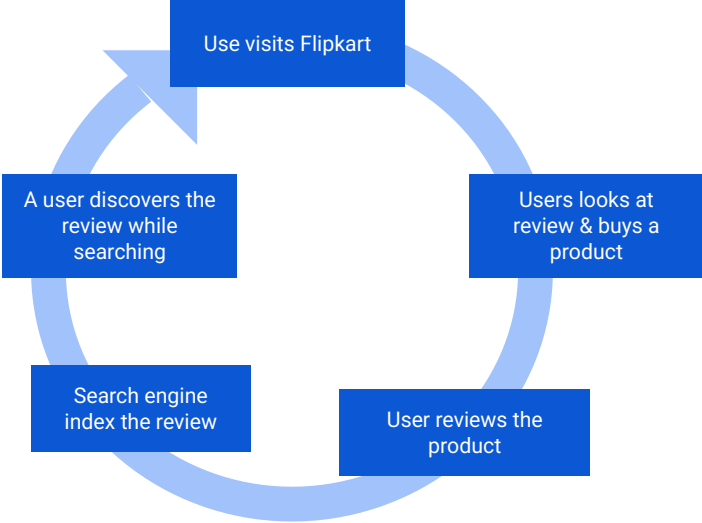 Use visits Flipkart
Users looks at
review & buys a
product
User reviews the
product
Search engine
index the review
A user discovers the
review while
searching